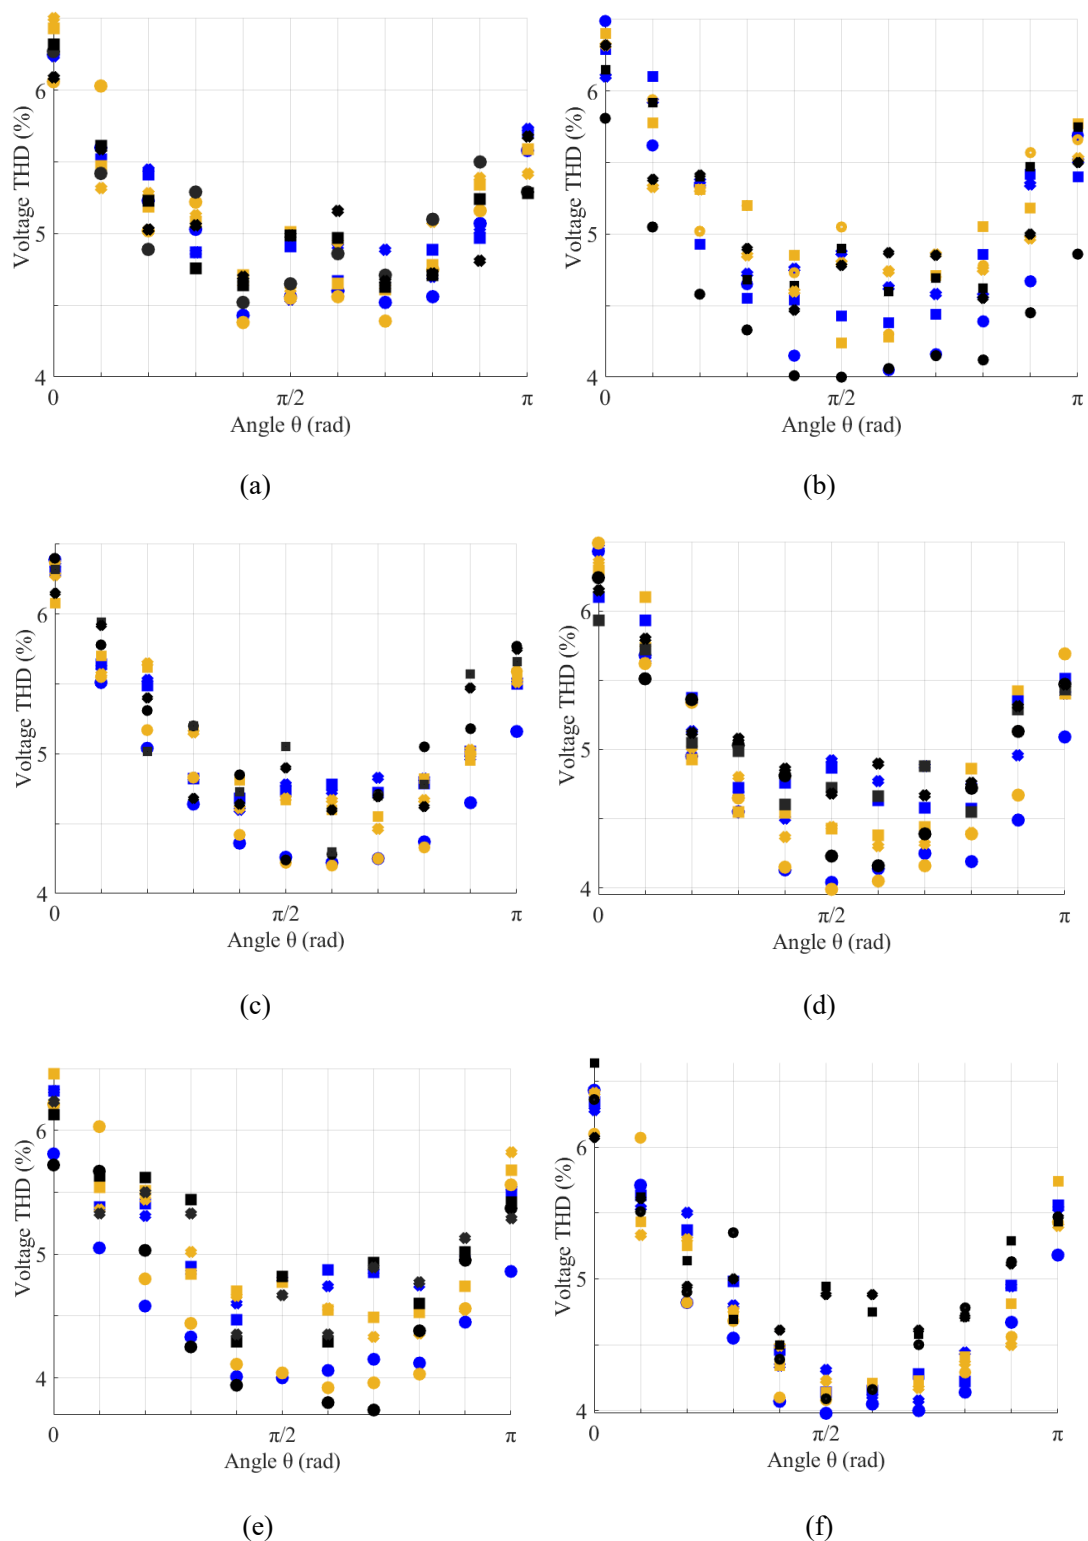 Voltage THD (%)
6
5
4
0
π/2
π
Angle θ (rad)
(a)
Voltage THD (%)
6
5
4
0
π/2
π
Angle θ (rad)
(b)
Voltage THD (%)
6
5
4
0
π/2
π
Angle θ (rad)
(c)
Voltage THD (%)
6
5
4
0
π/2
π
Angle θ (rad)
(d)
Voltage THD (%)
6
5
4
0
π/2
π
Angle θ (rad)
(e)
Voltage THD (%)
6
5
4
0
π/2
π
Angle θ (rad)
(f)